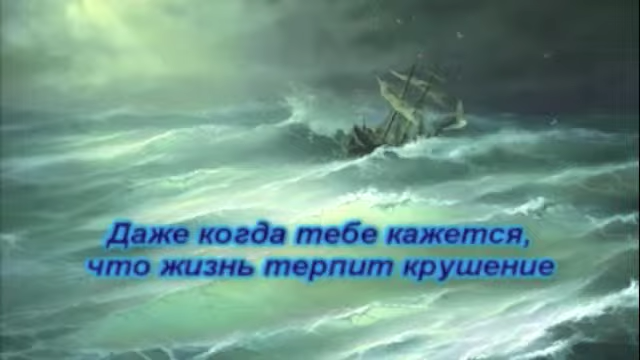 Даже когда тебе кажется,
что жизнь терпит крушение